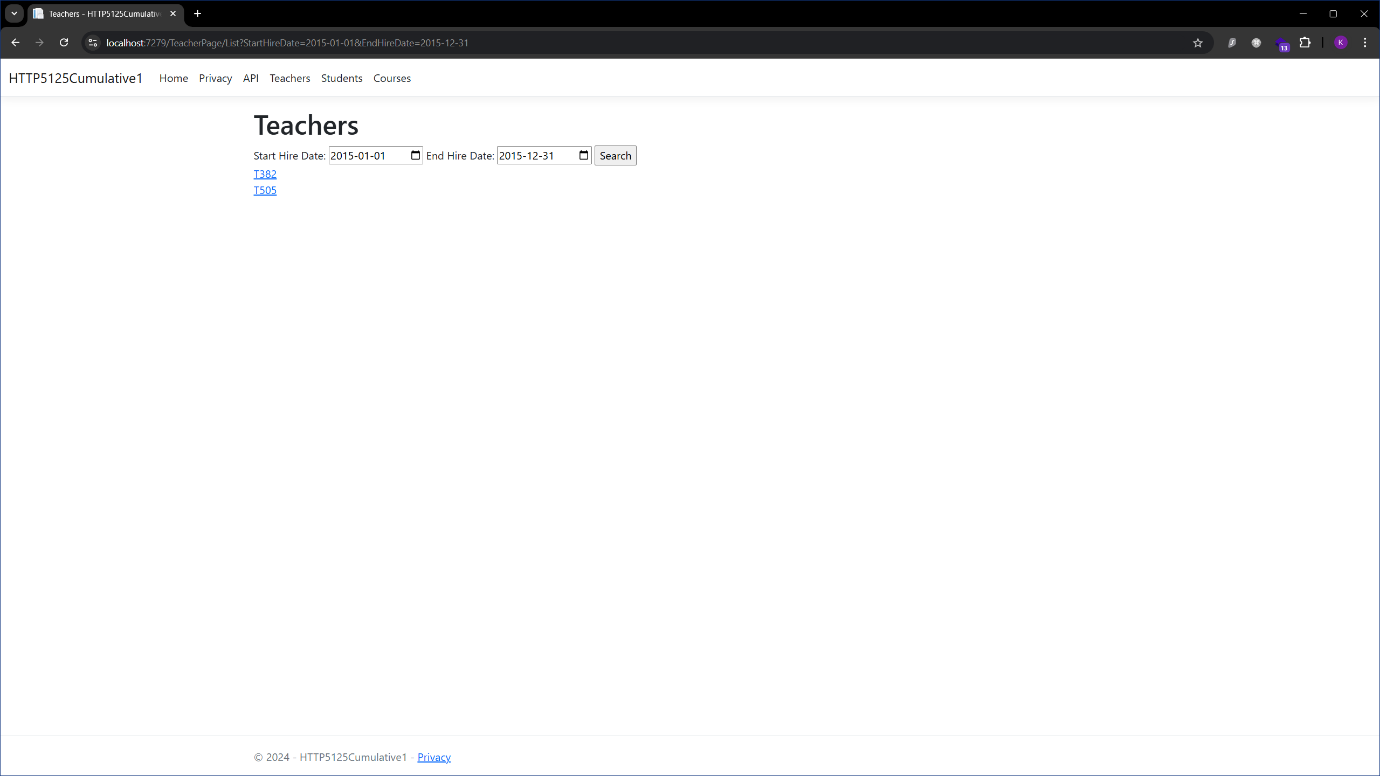 Teachers - HTTP5125Cumulativ
localhost:7279/TeacherPage/List?StartHireDate=2015-01-01&EndHireDate=2015-12-31
13
K
HTTP5125Cumulative1 Home Privacy API Teachers Students Courses
Teachers
Start Hire Date: 2015-01-01 End Hire Date: 2015-12-31 Search
T382
T505
© 2024 - HTTP5125Cumulative1 - Privacy